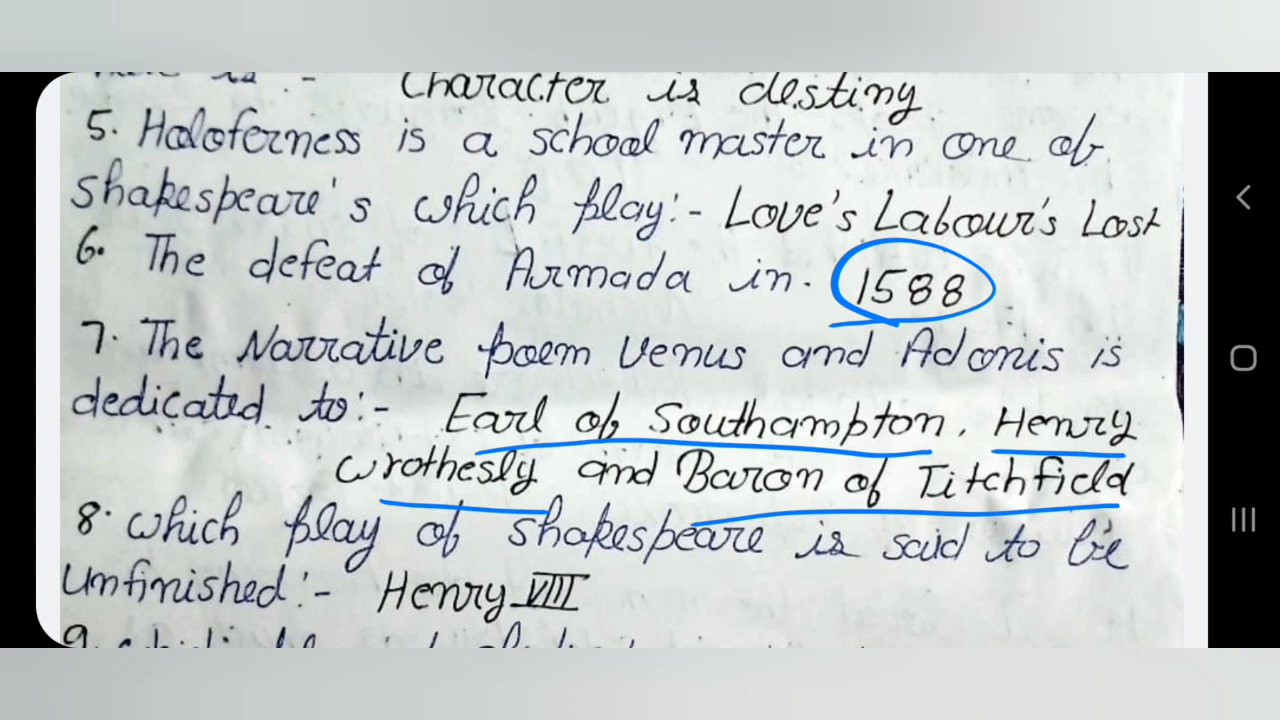 Character is destiny
5. Holoferness is a school master in one of
Shakespeare's which play:- Love's Labour's Lost
6. The defeat of Armada in. 1588
7. The Narrative poem Venus and Adonis is
dedicated to:- Earl of Southampton, Henry
Wrothesly and Baron of Titchfield
8. which play of Shakespeare is said to be
Unfinished:- Henry VIII
9.